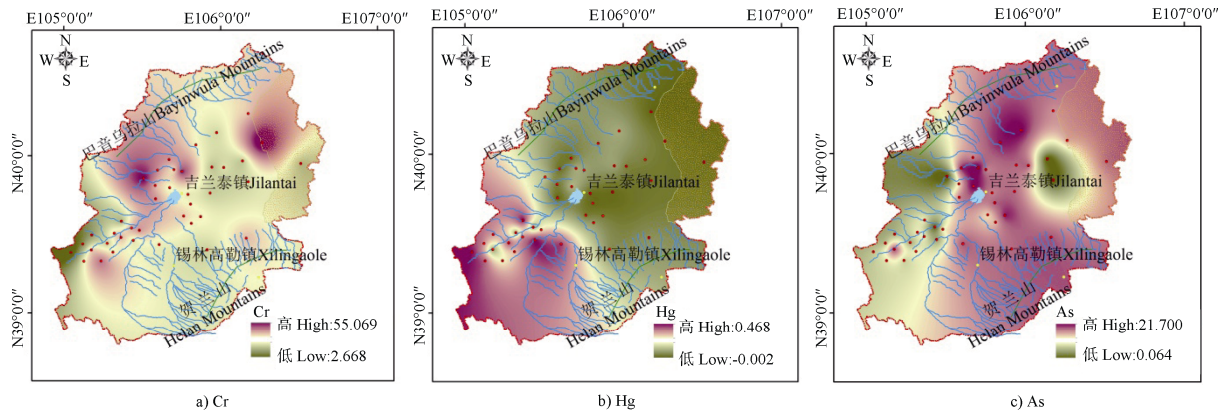 E105°0′0″ E106°0′0″ E107°0′0″
N
W E
S
N40°0′0″
N39°0′0″
巴音乌拉山Bayinwula Mountains
吉兰泰镇Jilantai
锡林高勒镇Xilingaole
贺兰山
Helan Mountains
Cr
高 High:55.069
低 Low:2.668
a) Cr
E105°0′0″ E106°0′0″ E107°0′0″
N
W E
S
N40°0′0″
N39°0′0″
巴音乌拉山Bayinwula Mountains
吉兰泰镇Jilantai
锡林高勒镇Xilingaole
贺兰山
Helan Mountains
Hg
高 High:0.468
低 Low:-0.002
b) Hg
E105°0′0″ E106°0′0″ E107°0′0″
N
W E
S
N40°0′0″
N39°0′0″
巴音乌拉山Bayinwula Mountains
吉兰泰镇Jilantai
锡林高勒镇Xilingaole
贺兰山
Helan Mountains
As
高 High:21.700
低 Low:0.064
c) As